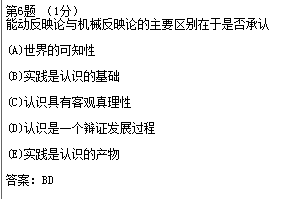 第6题 （1分）
能动反映论与机械反映论的主要区别在于是否承认
(A)世界的可知性
(B)实践是认识的基础
(C)认识具有客观真理性
(D)认识是一个辩证发展过程
(E)实践是认识的产物
答案：BD